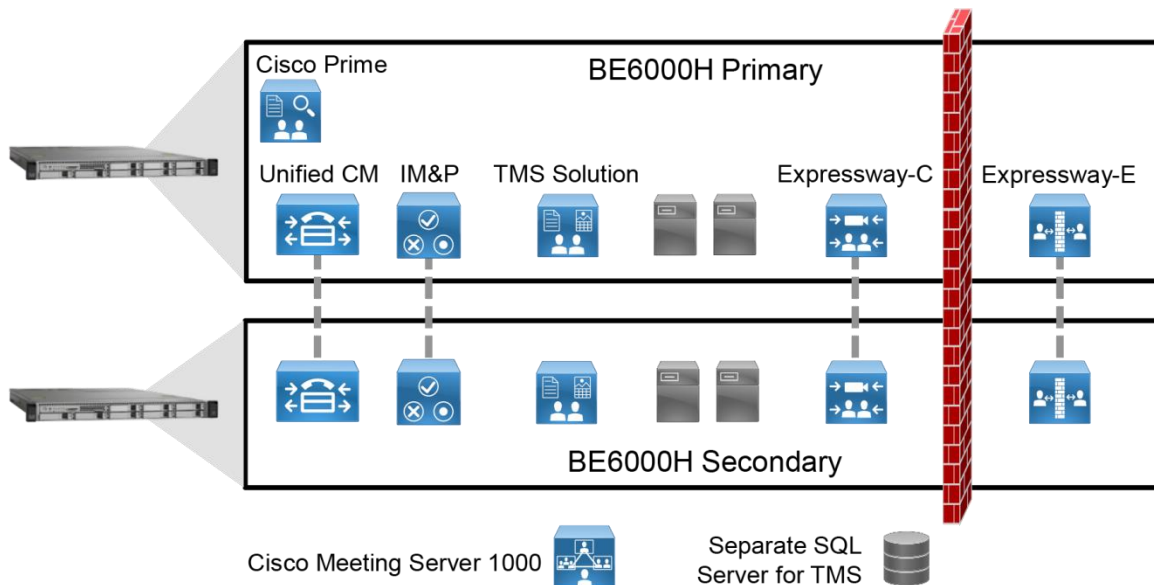 Cisco Prime
BE6000H Primary
Unified CM
IM&P
TMS Solution
Expressway-C
Expressway-E
BE6000H Secondary
Cisco Meeting Server 1000
Separate SQL
Server for TMS